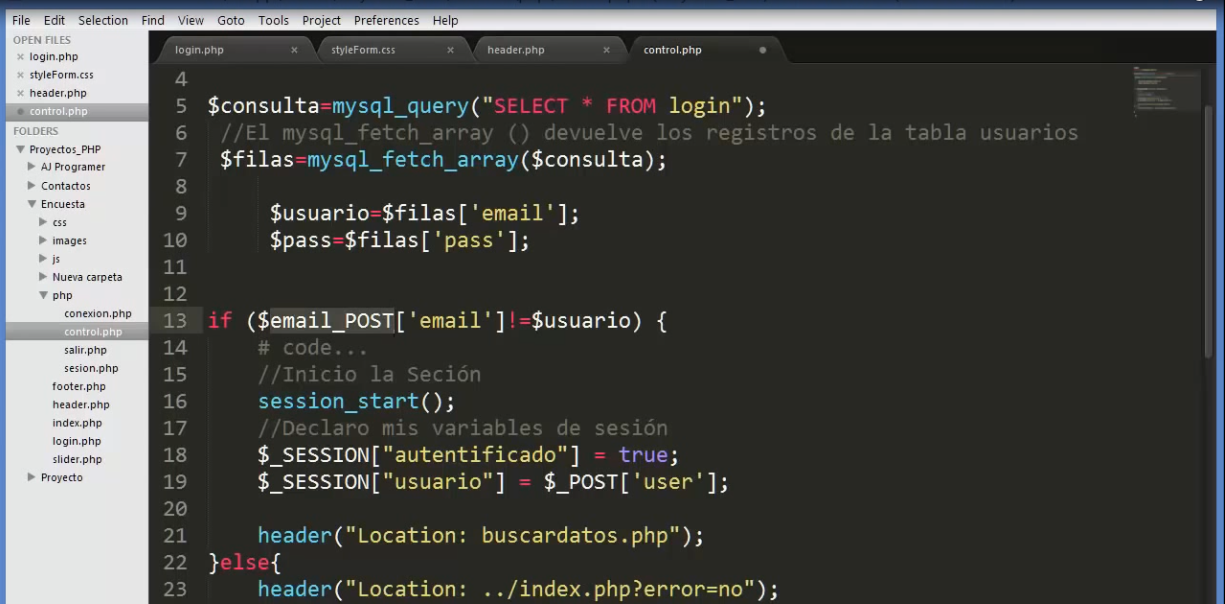 File Edit Selection Find View Goto Tools Project Preferences Help
OPEN FILES
login.php
styleForm.css
header.php
control.php
FOLDERS
Proyectos_PHP
AJ Programer
Contactos
Encuesta
css
images
js
Nueva carpeta
php
conexion.php
control.php
salir.php
sesion.php
footer.php
header.php
index.php
login.php
slider.php
Proyecto
login.php styleForm.css header.php control.php
4
5 $consulta=mysql_query("SELECT * FROM login");
6 //El mysql_fetch_array () devuelve los registros de la tabla usuarios
7 $filas=mysql_fetch_array($consulta);
8
9 $usuario=$filas['email'];
10 $pass=$filas['pass'];
11
12
13 if ($email_POST['email']!=$usuario) {
14 # code...
15 //Inicio la Seción
16 session_start();
17 //Declaro mis variables de sesión
18 $_SESSION["autentificado"] = true;
19 $_SESSION["usuario"] = $_POST['user'];
20
21 header("Location: buscardatos.php");
22 }else{
23 header("Location: ../index.php?error=no");